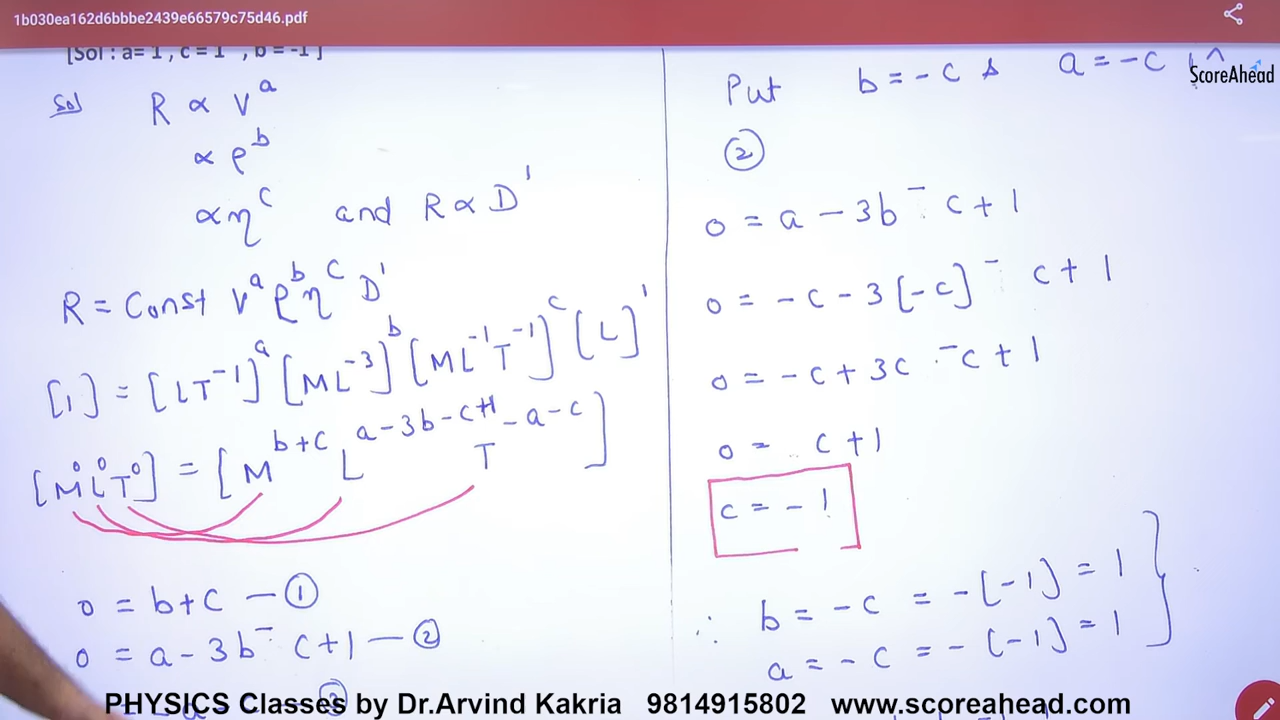 1b030ea162d6bbbe2439e66579c75d46.pdf
[Sol : a= 1 , c = 1 , b = -1 ]
Sol R ∝ V^a
∝ ρ^b
∝ η^c and R ∝ D^1
R = Const V^a ρ^b η^c D^1
[1] = [LT^-1]^a [ML^-3]^b [ML^-1T^-1]^c [L]^1
[M^0L^0T^0] = [M^b+c L^a-3b-c+1 T^-a-c]
0 = b+c — ①
0 = a-3b - c+1 — ②
③
Put b = -c & a = -c
②
0 = a - 3b - c + 1
0 = -c - 3[-c] - c + 1
0 = -c + 3c - c + 1
0 = c + 1
c = -1
∴ b = -c = -[-1] = 1
a = -c = -(-1) = 1
ScoreAhead
PHYSICS Classes by Dr.Arvind Kakria 9814915802 www.scoreahead.com